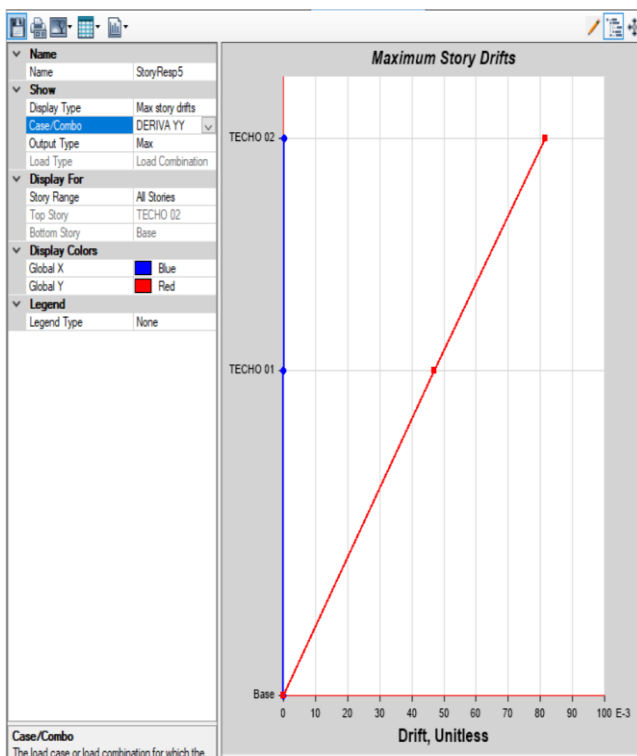 Maximum Story Drifts
Name
Name StoryResp5
Show
Display Type Max story drifts
Case/Combo DERIVA YY
Output Type Max
Load Type Load Combination
Display For
Story Range All Stories
Top Story TECHO 02
Bottom Story Base
Display Colors
Global X Blue
Global Y Red
Legend
Legend Type None
Case/Combo
The load case or load combination for which the
TECHO 02
TECHO 01
Base
0 10 20 30 40 50 60 70 80 90 100 E-3
Drift, Unitless